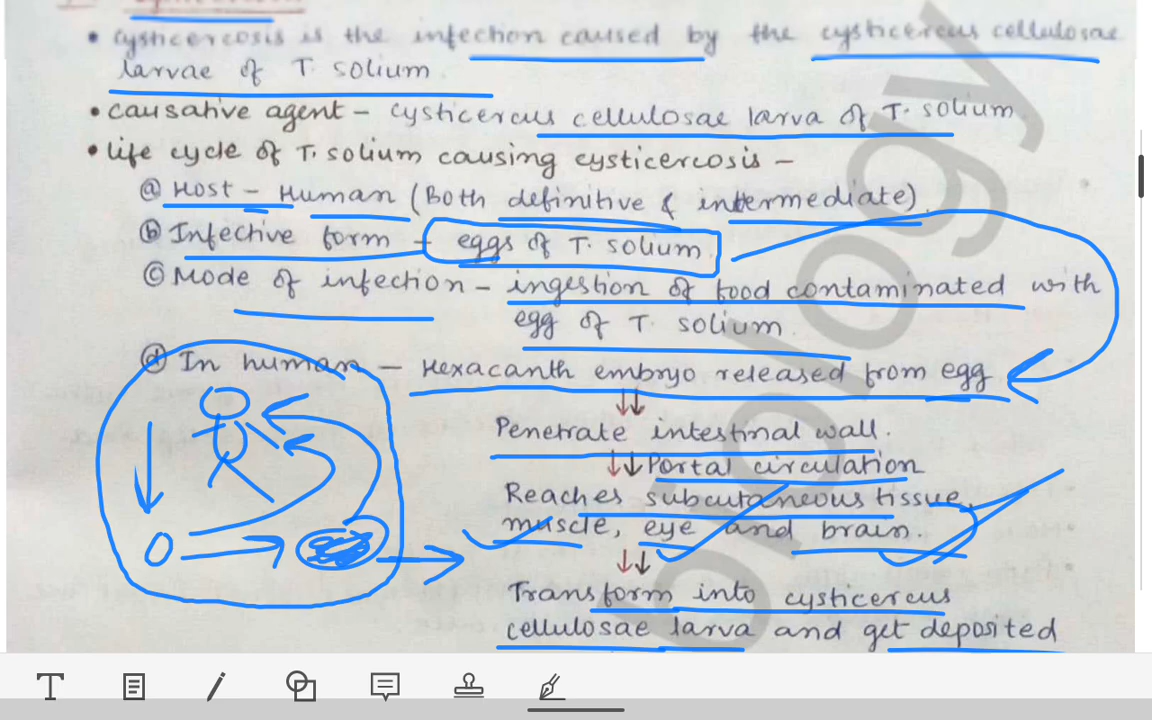 • Cysticercosis is the infection caused by the cysticercus cellulosae
larvae of T. solium
• Causative agent – cysticercus cellulosae larva of T. solium
• Life cycle of T. solium causing cysticercosis –
ⓐ Host – Human (Both definitive & intermediate)
ⓑ Infective form – eggs of T. solium
ⓒ Mode of infection – ingestion of food contaminated with
egg of T. solium
ⓓ In human – Hexacanth embryo released from egg
Penetrate intestinal wall.
Portal circulation
Reaches subcutaneous tissue,
muscle, eye and brain.
Transform into cysticercus
cellulosae larva and get deposited
biology
T